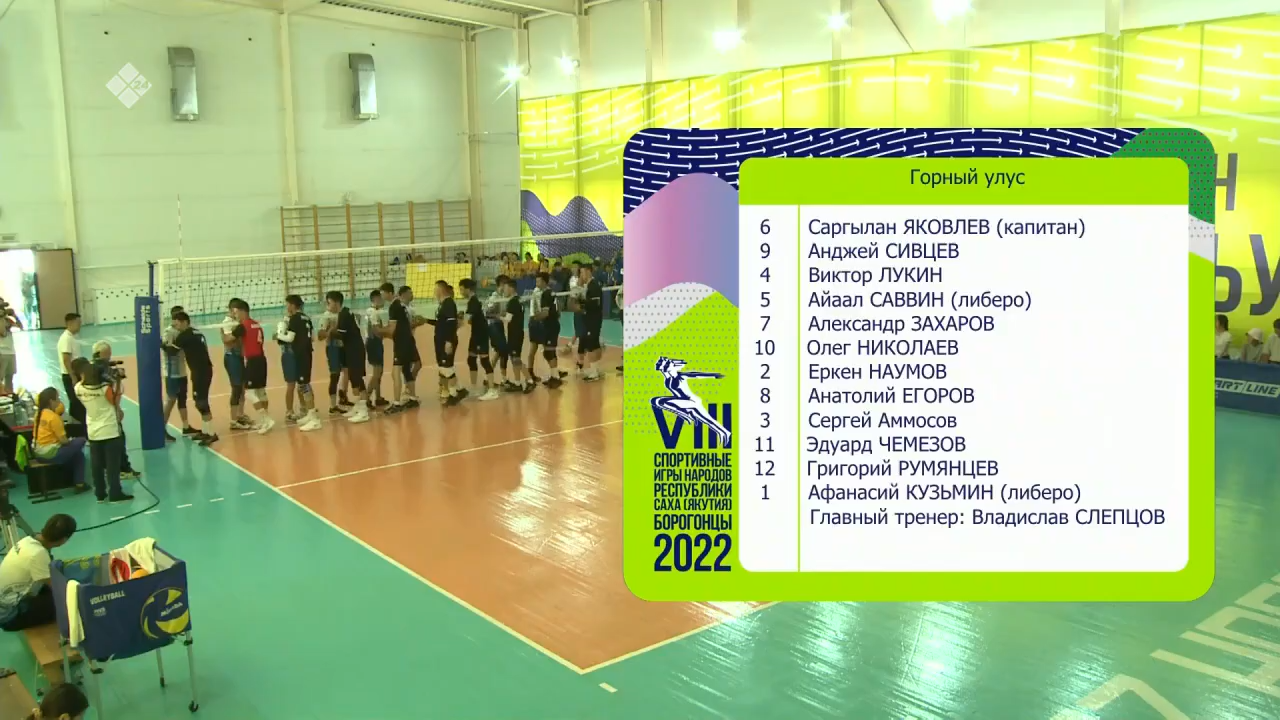 24
Горный улус
6 Саргылан ЯКОВЛЕВ (капитан)
9 Анджей СИВЦЕВ
4 Виктор ЛУКИН
5 Айаал САВВИН (либеро)
7 Александр ЗАХАРОВ
10 Олег НИКОЛАЕВ
2 Еркен НАУМОВ
8 Анатолий ЕГОРОВ
3 Сергей Аммосов
11 Эдуард ЧЕМЕЗОВ
12 Григорий РУМЯНЦЕВ
1 Афанасий КУЗЬМИН (либеро)
Главный тренер: Владислав СЛЕПЦОВ
VIII
СПОРТИВНЫЕ
ИГРЫ НАРОДОВ
РЕСПУБЛИКИ
САХА (ЯКУТИЯ)
БОРОГОНЦЫ
2022
VOLLEYBALL